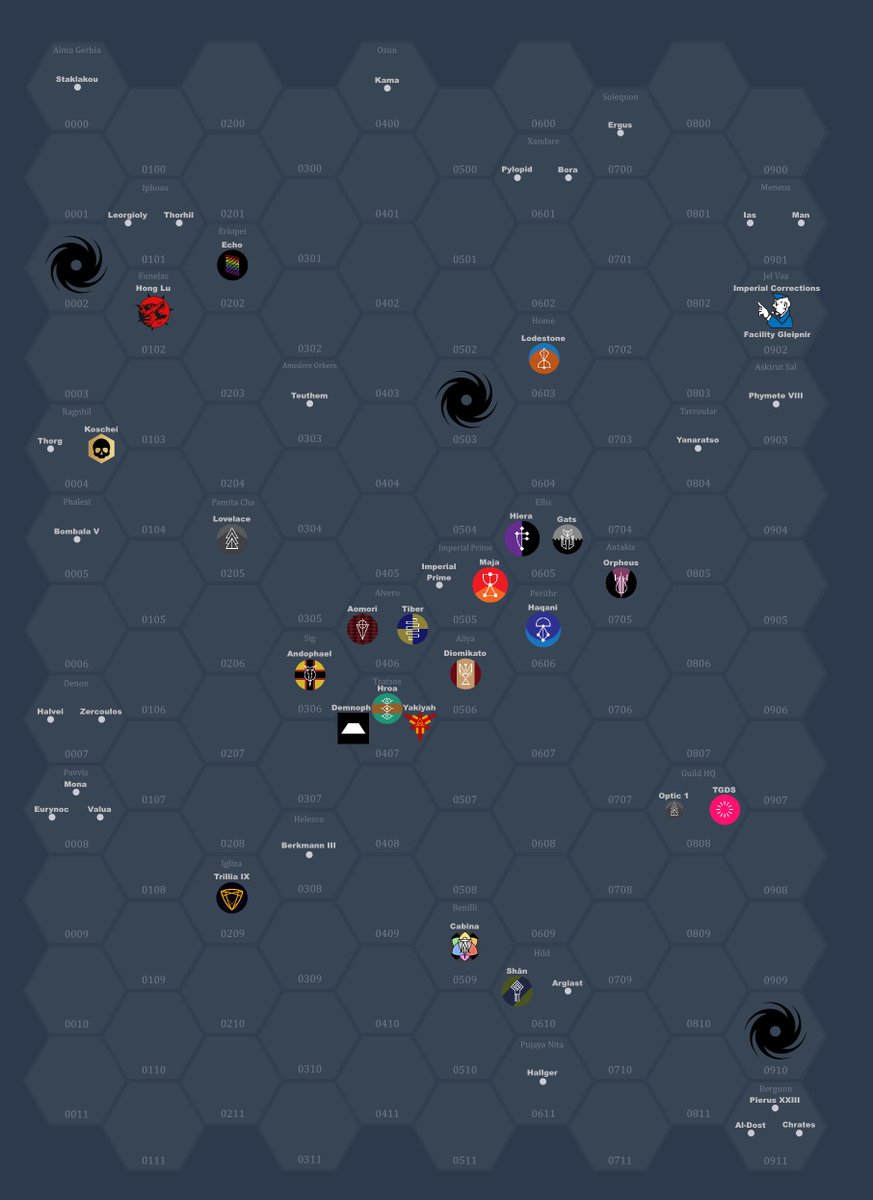 Almu Gerbia
Staklakou
0000
0100
Iphoos
Leorgioly Thorhil
0101
0001
0002
Eunelas
Hong Lu
0102
0003
Ragnhil
Thorg Koschei
0004
0103
Phalest
Bombala V
0005
0104
0105
0006
Oenon
Halvei Zercoulos
0007
0106
Pavvis
Mona
Eurynoc Valua
0008
0107
0108
0009
0109
0010
0110
0011
0111
0200
0201
Eriopei
Echo
0202
0203
0204
Pamita Cha
Lovelace
0205
0206
0207
0208
Igliza
Trillia IX
0209
0210
0211
0300
0301
0302
Amedere Orbere
Teuthem
0303
0304
0305
Sig
Andophael
0306
0307
Helesco
Berkmann III
0308
0309
0310
0311
Osun
Kama
0400
0401
0402
0403
0404
0405
Alvero
Aomori Tiber
0406
Tsatsos
Hroa
Demnoph Yakiyah
0407
0408
0409
0410
0411
0500
0501
0502
0503
0504
Imperial Prime
Imperial
Prime
Maja
0505
Aliya
Diomikato
0506
0507
0508
Benilli
Cabina
0509
0510
0511
0600
Xandare
Pylopid Bora
0601
0602
Home
Lodestone
0603
0604
Ellis
Hiera Gats
0605
Perithr
Haqani
0606
0607
0608
0609
Hlld
Shân Argiast
0610
Pujaya Nita
Hallger
0611
Solequon
Ergus
0700
0701
0702
0703
0704
Antakis
Orpheus
0705
0706
0707
0708
0709
0710
0711
0800
0801
0802
0803
Tavroular
Yanaratso
0804
0805
0806
0807
Guild HQ
Optic 1 TGDS
0808
0809
0810
0811
0900
Meneus
Ias Man
0901
Jel Vaa
Imperial Corrections
Facility Gleipnir
0902
Askirut Sal
Phymete VIII
0903
0904
0905
0906
0907
0908
0909
0910
Bergunn
Pierus XXIII
Al-Dost Chrates
0911